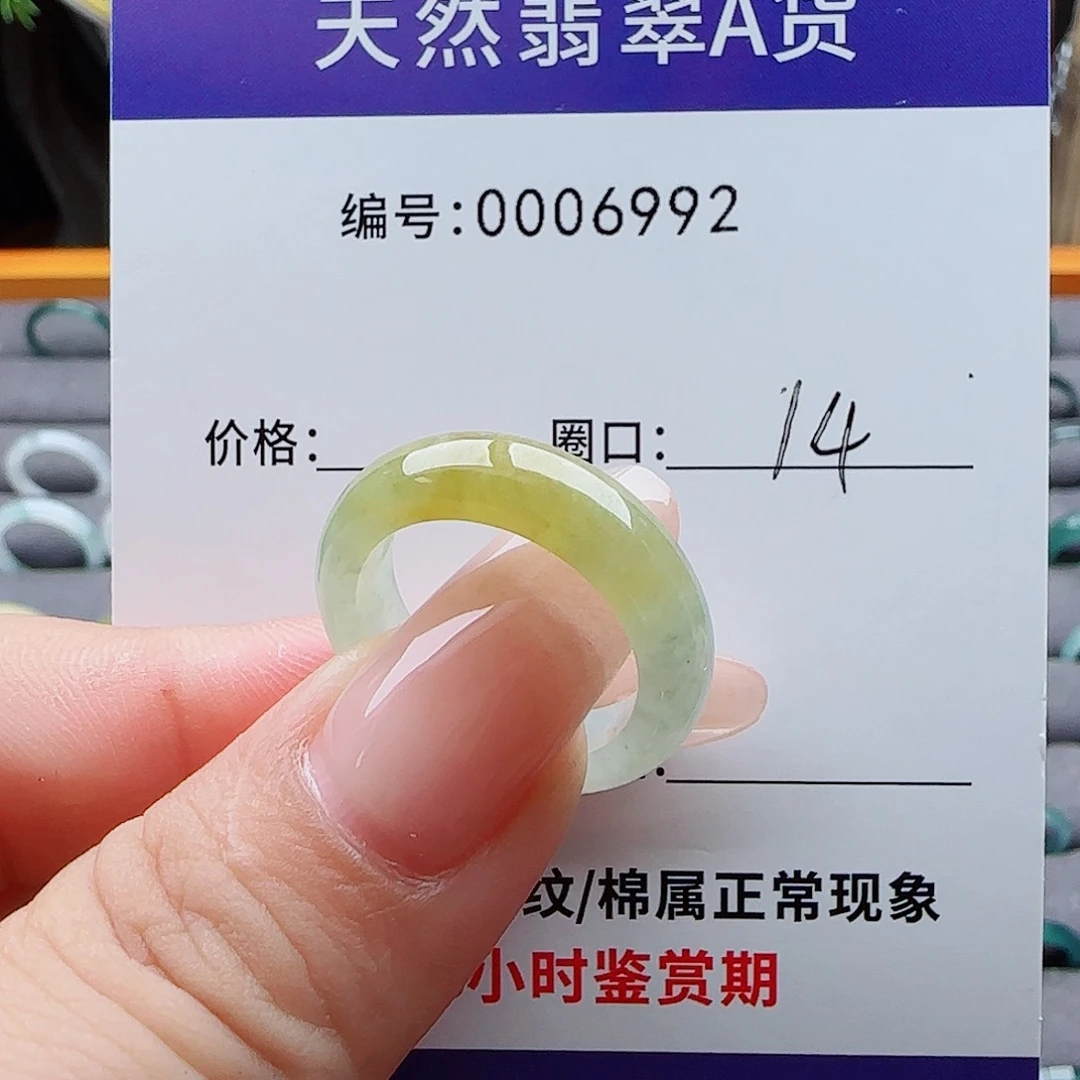 天然翡翠A货
编号:0006992
价格: 圈口: 14
纹/棉属正常现象
小时鉴赏期